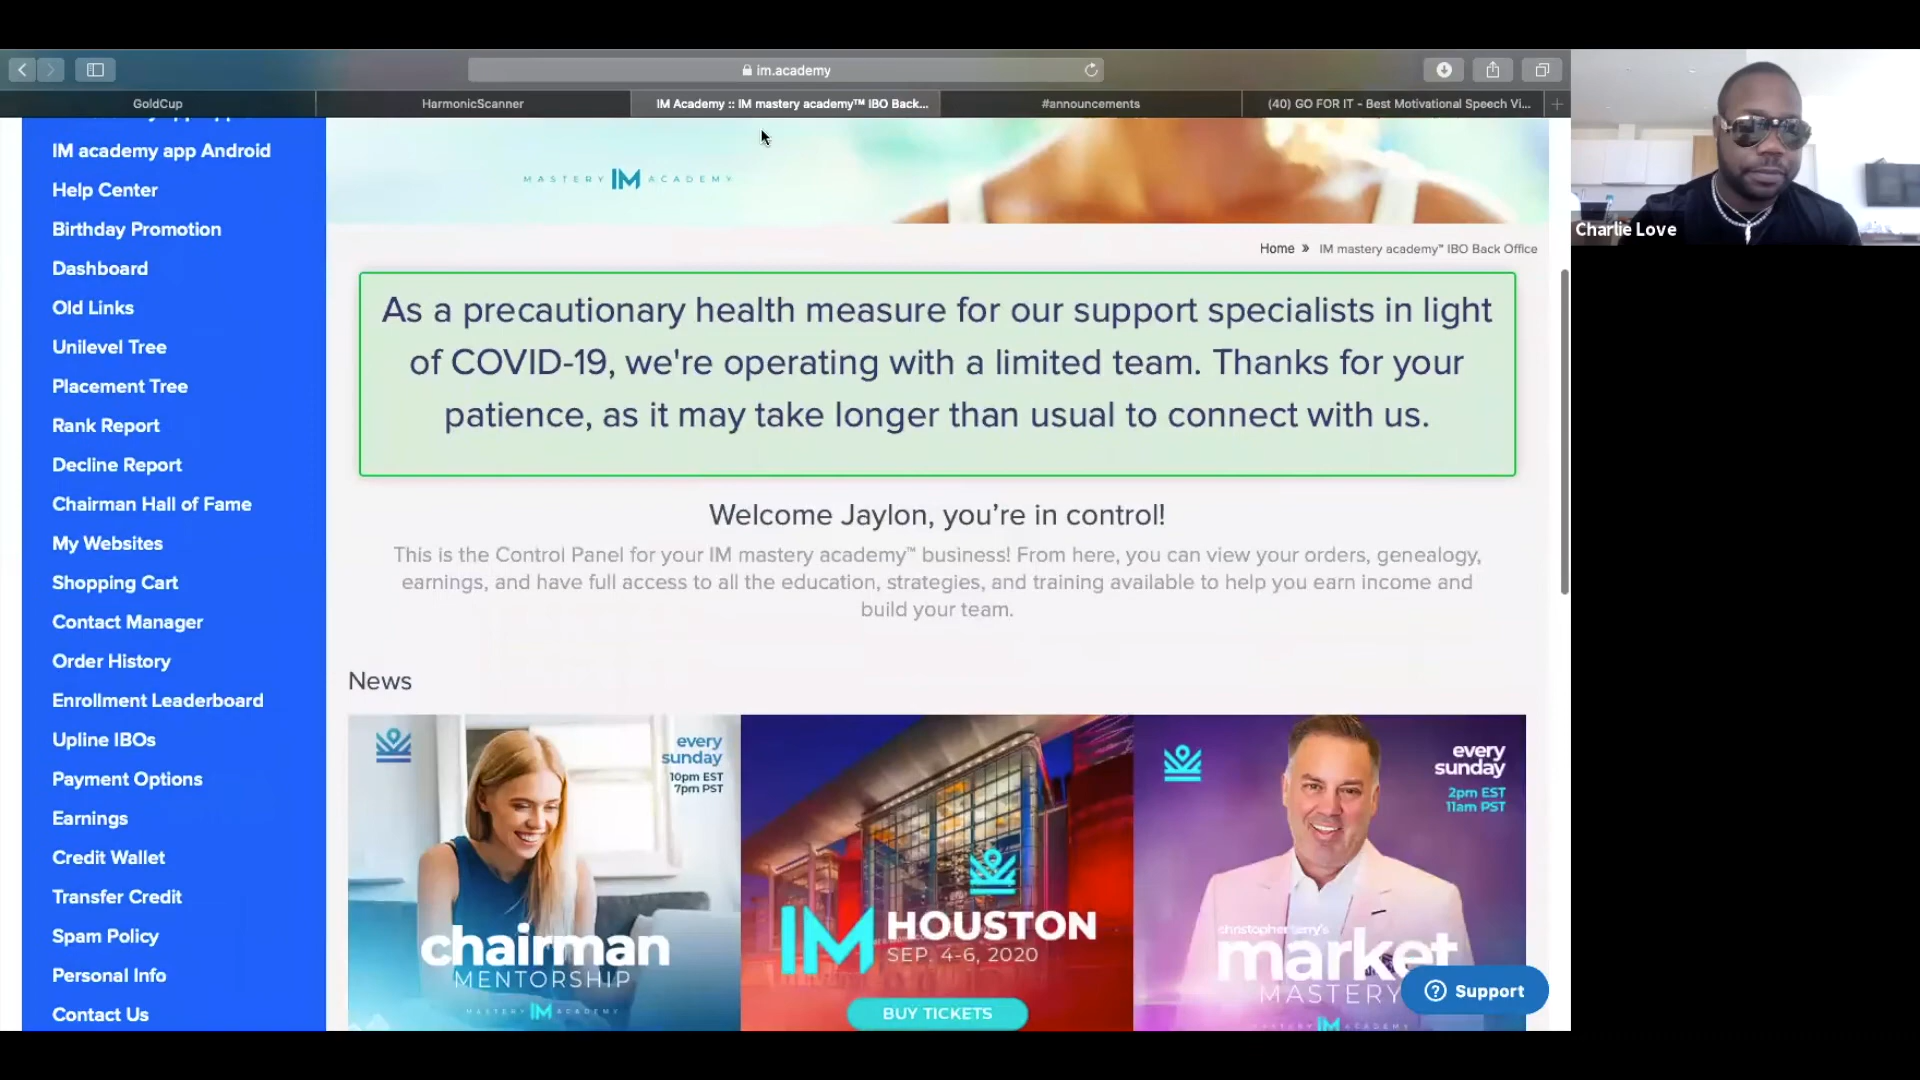 im.academy
GoldCup
HarmonicScanner
IM Academy :: IM mastery academy™ IBO Back...
#announcements
(40) GO FOR IT - Best Motivational Speech Vi...
IM academy app Android
Help Center
Birthday Promotion
Dashboard
Old Links
Unilevel Tree
Placement Tree
Rank Report
Decline Report
Chairman Hall of Fame
My Websites
Shopping Cart
Contact Manager
Order History
Enrollment Leaderboard
Upline IBOs
Payment Options
Earnings
Credit Wallet
Transfer Credit
Spam Policy
Personal Info
Contact Us
MASTERY IM ACADEMY
Home » IM mastery academy™ IBO Back Office
As a precautionary health measure for our support specialists in light
of COVID-19, we're operating with a limited team. Thanks for your
patience, as it may take longer than usual to connect with us.
Welcome Jaylon, you’re in control!
This is the Control Panel for your IM mastery academy™ business! From here, you can view your orders, genealogy,
earnings, and have full access to all the education, strategies, and training available to help you earn income and
build your team.
News
every
sunday
10pm EST
7pm PST
chairman
MENTORSHIP
MASTERY IM ACADEMY
IM HOUSTON
SEP. 4-6, 2020
BUY TICKETS
every
sunday
2pm EST
11am PST
market
MASTERY
MASTERY IM ACADEMY
Support
Charlie Love